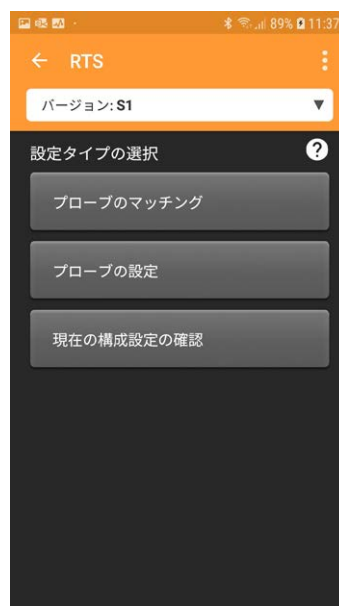 89% 11:37
RTS
バージョン: S1
設定タイプの選択
?
プローブのマッチング
プローブの設定
現在の構成設定の確認